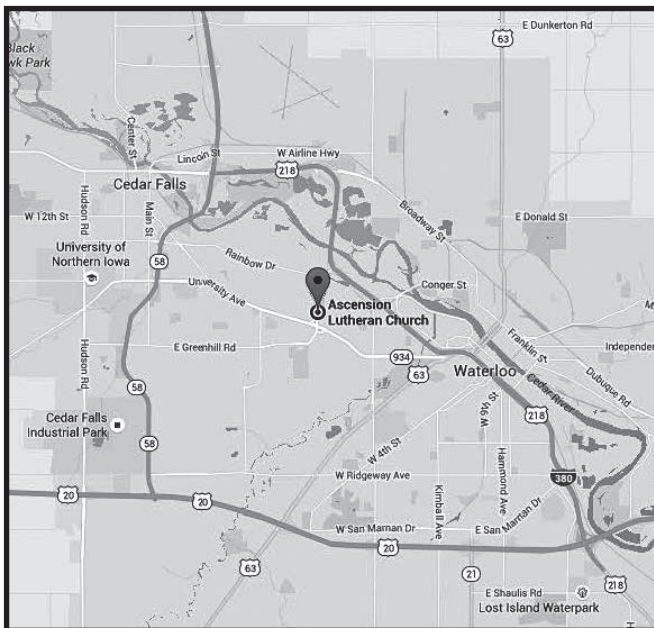 E Dunkerton Rd
63
Black
wk Park
Center St
Lincoln St
W Airline Hwy
218
Cedar Falls
Hudson Rd
W 12th St
Main St
Broadway St
E Donald St
University of
Northern Iowa
58
Rainbow Dr
University Ave
Conger St
Ascension
Lutheran Church
E Greenhill Rd
934
63
Franklin St
Independen
Waterloo
Hudson Rd
58
Cedar River
Dubuque Rd
218
W 9th St
Cedar Falls
Industrial Park
58
W 4th St
Hammond Ave
W Ridgeway Ave
380
20
20
Kimball Ave
W San Marnan Dr
E San Marnan Dr
20
63
21
E Shaulis Rd
218
Lost Island Waterpark